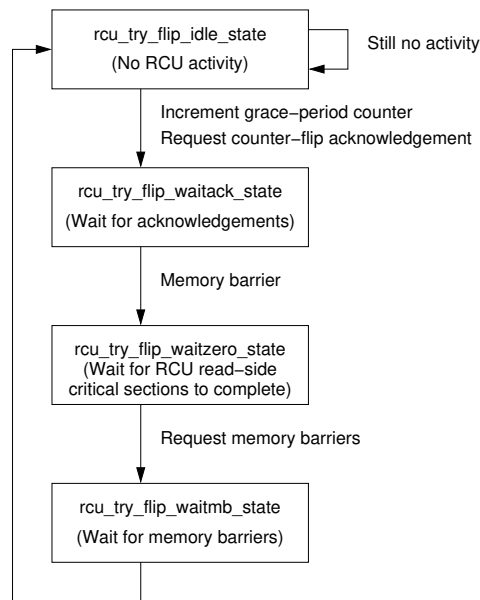 rcu_try_flip_idle_state
(No RCU activity)
Still no activity
Increment grace−period counter
Request counter−flip acknowledgement
rcu_try_flip_waitack_state
(Wait for acknowledgements)
Memory barrier
rcu_try_flip_waitzero_state
(Wait for RCU read−side
critical sections to complete)
Request memory barriers
rcu_try_flip_waitmb_state
(Wait for memory barriers)